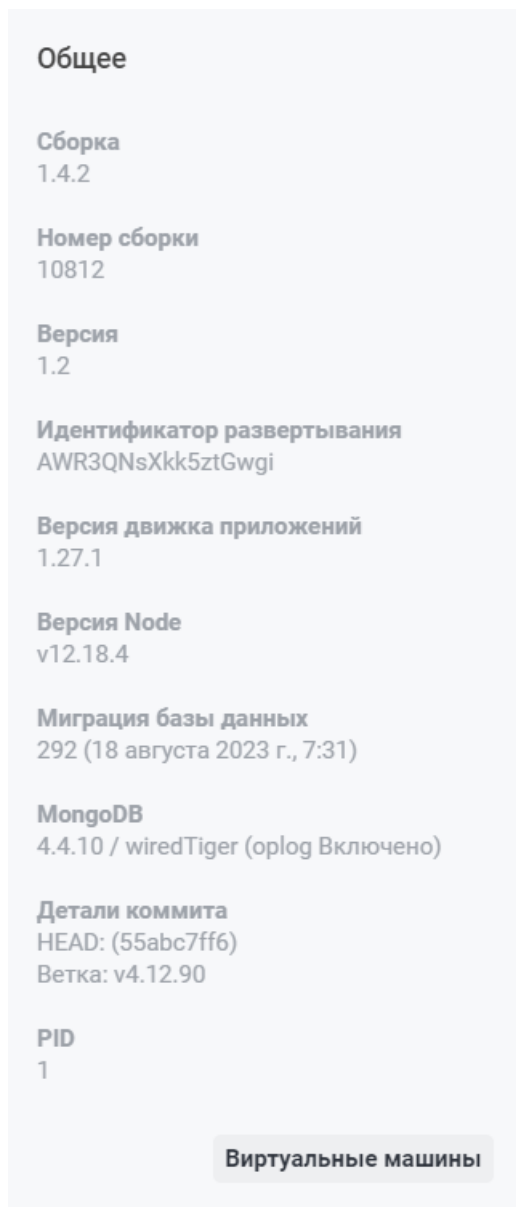 Общее
Сборка
1.4.2
Номер сборки
10812
Версия
1.2
Идентификатор развертывания
AWR3QNsXkk5ztGwgi
Версия движка приложений
1.27.1
Версия Node
v12.18.4
Миграция базы данных
292 (18 августа 2023 г., 7:31)
MongoDB
4.4.10 / wiredTiger (oplog Включено)
Детали коммита
HEAD: (55abc7ff6)
Ветка: v4.12.90
PID
1
Виртуальные машины